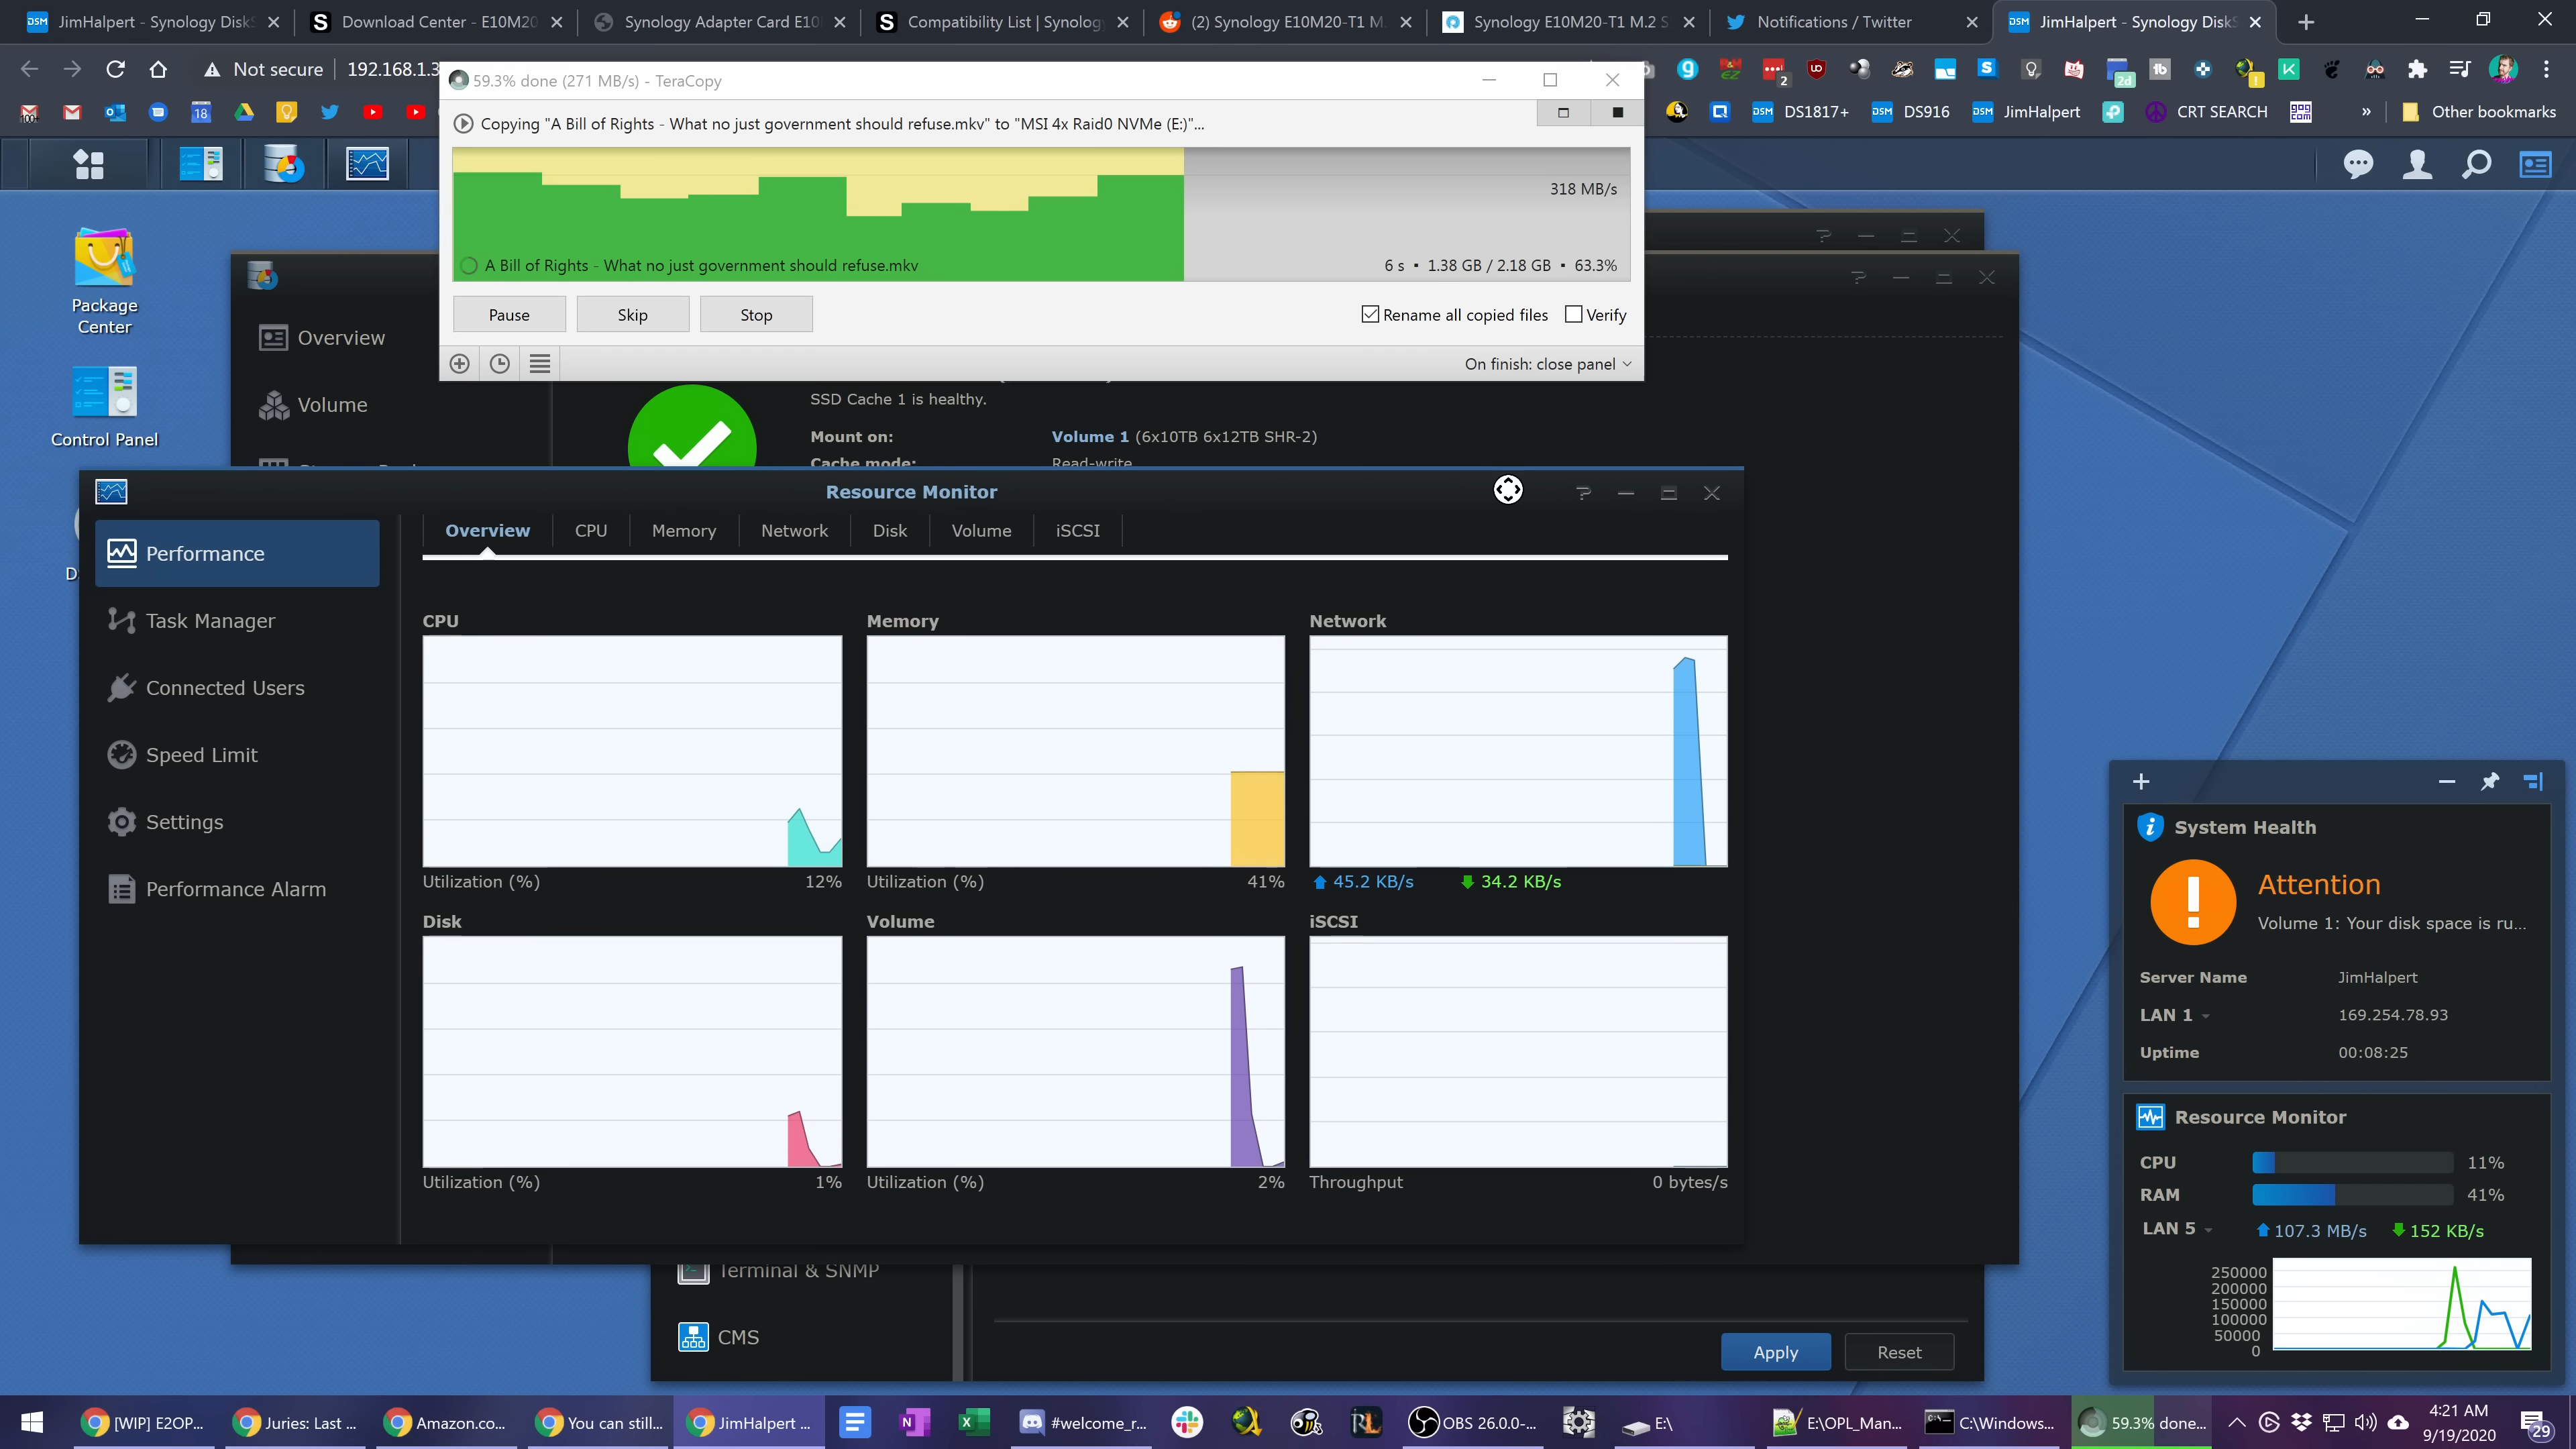 JimHalpert - Synology DiskS
Download Center - E10M20
Synology Adapter Card E10
Compatibility List | Synology
(2) Synology E10M20-T1 M.
Synology E10M20-T1 M.2 S
Notifications / Twitter
JimHalpert - Synology DiskS
Not secure
192.168.1.3
DS1817+
DS916
JimHalpert
CRT SEARCH
Other bookmarks
59.3% done (271 MB/s) - TeraCopy
Copying "A Bill of Rights - What no just government should refuse.mkv" to "MSI 4x Raid0 NVMe (E:)"...
318 MB/s
A Bill of Rights - What no just government should refuse.mkv
6 s • 1.38 GB / 2.18 GB • 63.3%
Pause
Skip
Stop
Rename all copied files
Verify
On finish: close panel
Package
Center
Control Panel
Overview
Volume
SSD Cache 1 is healthy.
Mount on:
Volume 1 (6x10TB 6x12TB SHR-2)
Cache mode:
Read-write
Resource Monitor
Performance
Task Manager
Connected Users
Speed Limit
Settings
Performance Alarm
Overview
CPU
Memory
Network
Disk
Volume
iSCSI
CPU
Utilization (%)
12%
Memory
Utilization (%)
41%
Network
45.2 KB/s
34.2 KB/s
Disk
Utilization (%)
1%
Volume
Utilization (%)
2%
iSCSI
Throughput
0 bytes/s
Terminal & SNMP
CMS
Apply
Reset
System Health
Attention
Volume 1: Your disk space is ru...
Server Name
JimHalpert
LAN 1
169.254.78.93
Uptime
00:08:25
Resource Monitor
CPU
11%
RAM
41%
LAN 5
107.3 MB/s
152 KB/s
250000
200000
150000
100000
50000
0
[WIP] E2OP...
Juries: Last ...
Amazon.co...
You can still...
JimHalpert ...
#welcome_r...
OBS 26.0.0-...
E:\
E:\OPL_Man...
C:\Windows...
59.3% done...
4:21 AM
9/19/2020
29